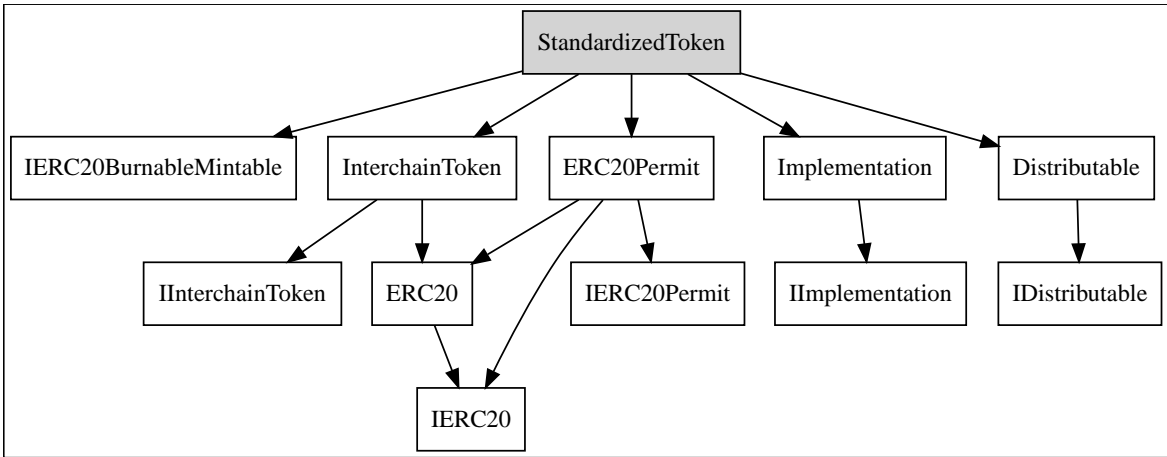 StandardizedToken
IERC20BurnableMintable
InterchainToken
ERC20Permit
Implementation
Distributable
IInterchainToken
ERC20
IERC20Permit
IImplementation
IDistributable
IERC20